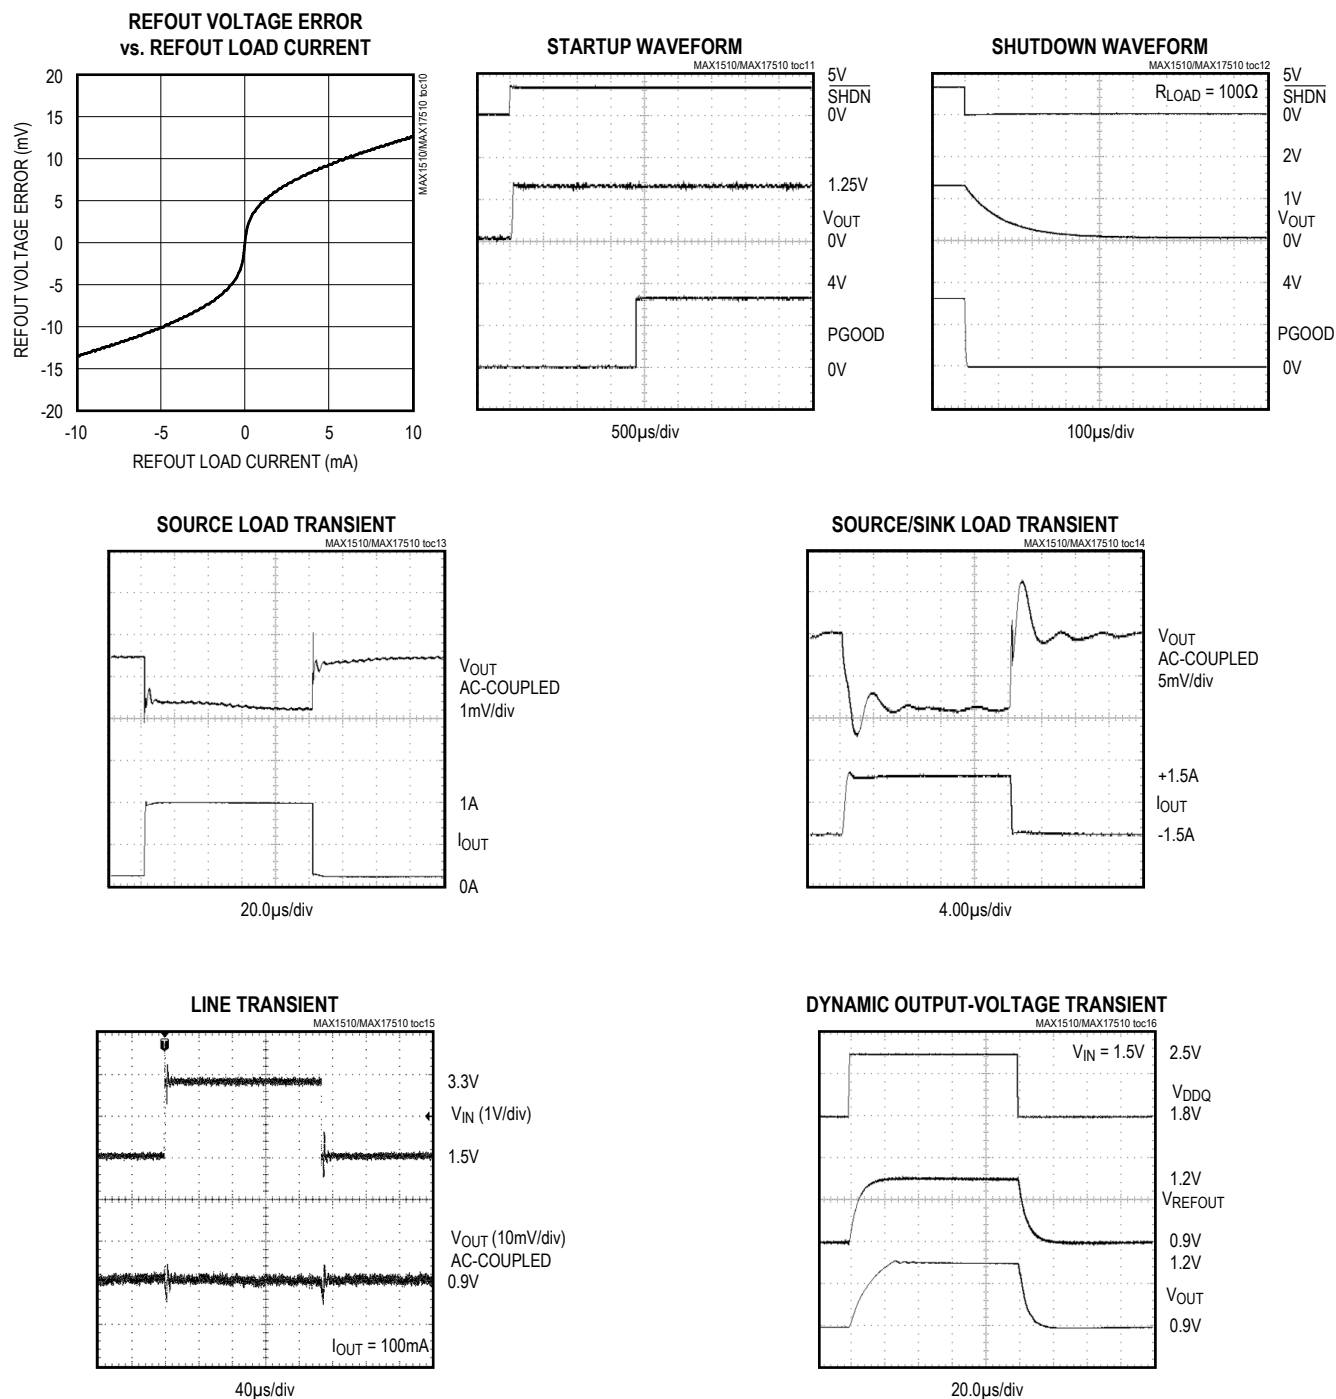 REFOUT VOLTAGE ERROR
vs. REFOUT LOAD CURRENT
MAX1510/MAX17510 toc10
REFOUT VOLTAGE ERROR (mV)
20
15
10
5
0
-5
-10
-15
-20
-10 -5 0 5 10
REFOUT LOAD CURRENT (mA)
STARTUP WAVEFORM
MAX1510/MAX17510 toc11
5V
SHDN
0V
1.25V
VOUT
0V
4V
PGOOD
0V
500µs/div
SHUTDOWN WAVEFORM
MAX1510/MAX17510 toc12
RLOAD = 100Ω
5V
SHDN
0V
2V
1V
VOUT
0V
4V
PGOOD
0V
100µs/div
SOURCE LOAD TRANSIENT
MAX1510/MAX17510 toc13
VOUT
AC-COUPLED
1mV/div
1A
IOUT
0A
20.0µs/div
SOURCE/SINK LOAD TRANSIENT
MAX1510/MAX17510 toc14
VOUT
AC-COUPLED
5mV/div
+1.5A
IOUT
-1.5A
4.00µs/div
LINE TRANSIENT
MAX1510/MAX17510 toc15
T
3.3V
VIN (1V/div)
1.5V
VOUT (10mV/div)
AC-COUPLED
0.9V
IOUT = 100mA
40µs/div
DYNAMIC OUTPUT-VOLTAGE TRANSIENT
MAX1510/MAX17510 toc16
VIN = 1.5V
2.5V
VDDQ
1.8V
1.2V
VREFOUT
0.9V
1.2V
VOUT
0.9V
20.0µs/div